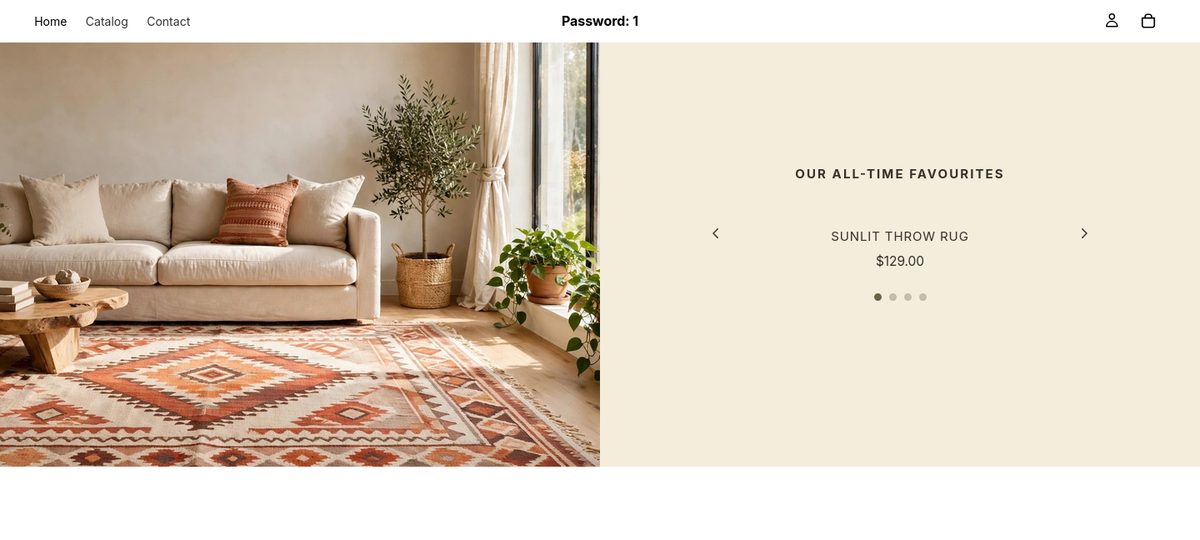 Home Catalog Contact
Password: 1
OUR ALL-TIME FAVOURITES
SUNLIT THROW RUG
$129.00